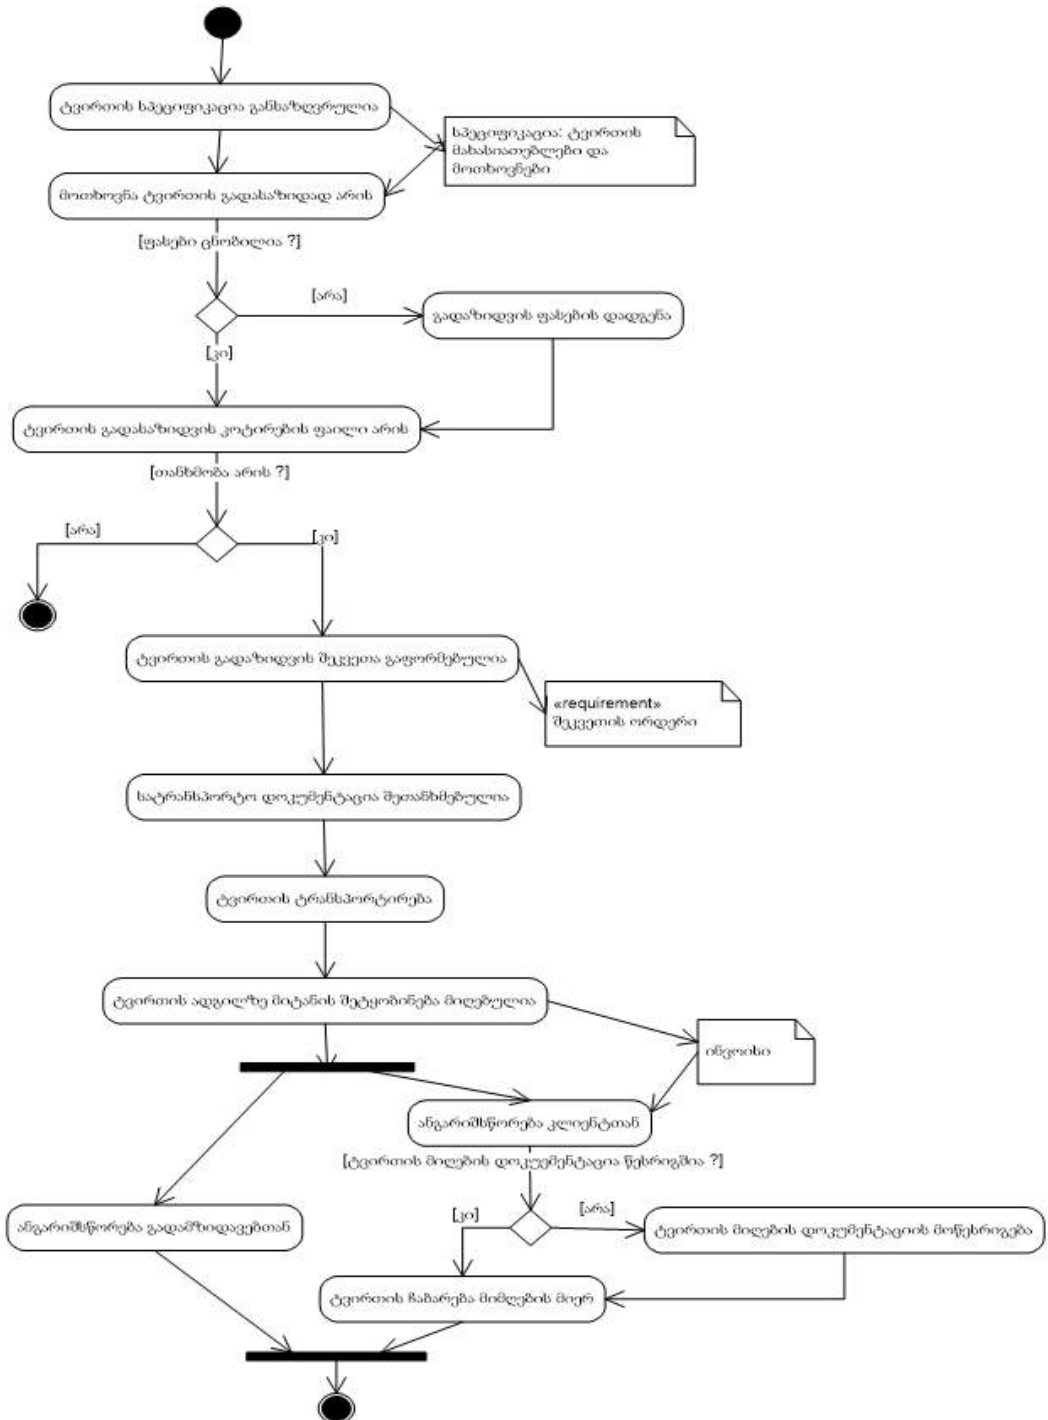 ტვირთის სპეციფიკაცია განსაზღვრულია
სპეციფიკაცია: ტვირთის
მახასიათებლები და
მოთხოვნები
მოთხოვნა ტვირთის გადასაზიდად არის
[ფასები ცნობილია ?]
[არა]
გადაზიდვის ფასების დადგენა
[კი]
ტვირთის გადასაზიდვის კოტირების ფაილი არის
[თანხმობა არის ?]
[არა]
[კი]
ტვირთის გადაზიდვის შეკვეთა გაფორმებულია
«requirement»
შეკვეთის ორდერი
სატრანსპორტო დოკუმენტაცია შეთანხმებულია
ტვირთის ტრანსპორტირება
ტვირთის ადგილზე მიტანის შეტყობინება მიღებულია
ინვოისი
ანგარიშსწორება კლიენტთან
[ტვირთის მიღების დოკუემენტაცია წესრიგშია ?]
[კი]
[არა]
ანგარიშსწორება გადამზიდავებთან
ტვირთის მიღების დოკუმენტაციის მოწესრიგება
ტვირთის ჩაბარება მიმღების მიერ